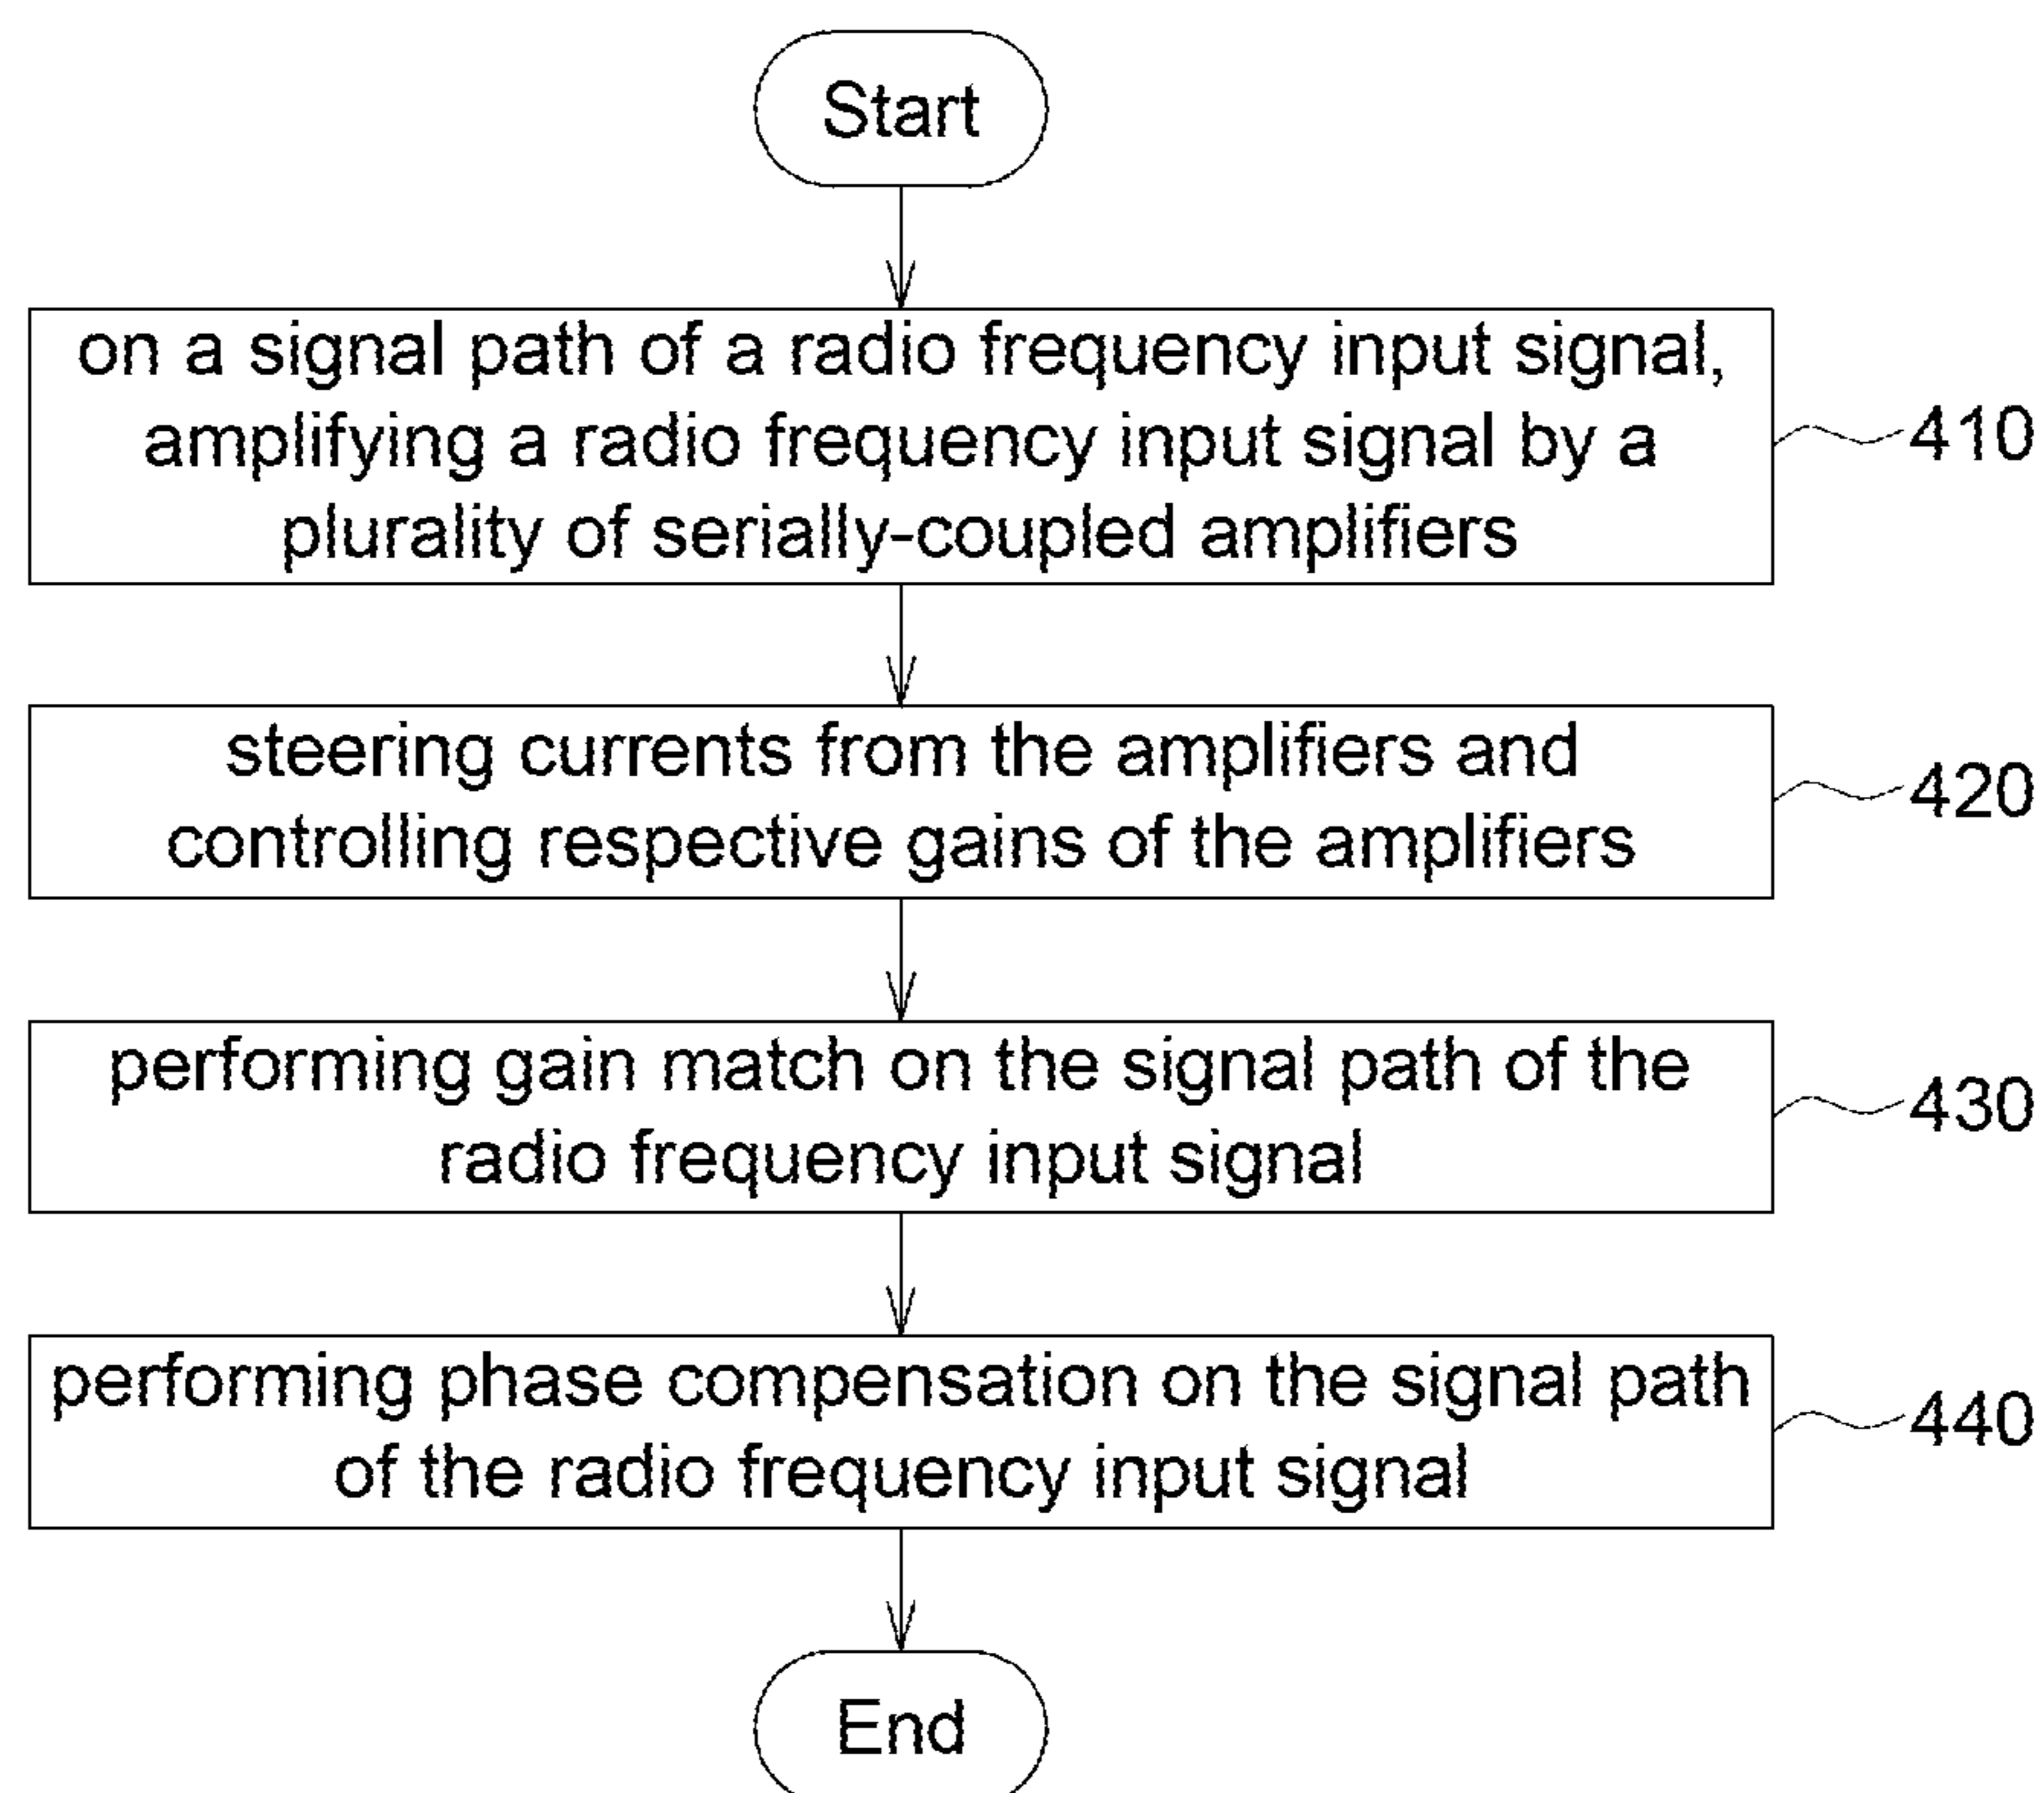 Start
on a signal path of a radio frequency input signal,
amplifying a radio frequency input signal by a
plurality of serially-coupled amplifiers
410
steering currents from the amplifiers and
controlling respective gains of the amplifiers
420
performing gain match on the signal path of the
radio frequency input signal
430
performing phase compensation on the signal path
of the radio frequency input signal
440
End